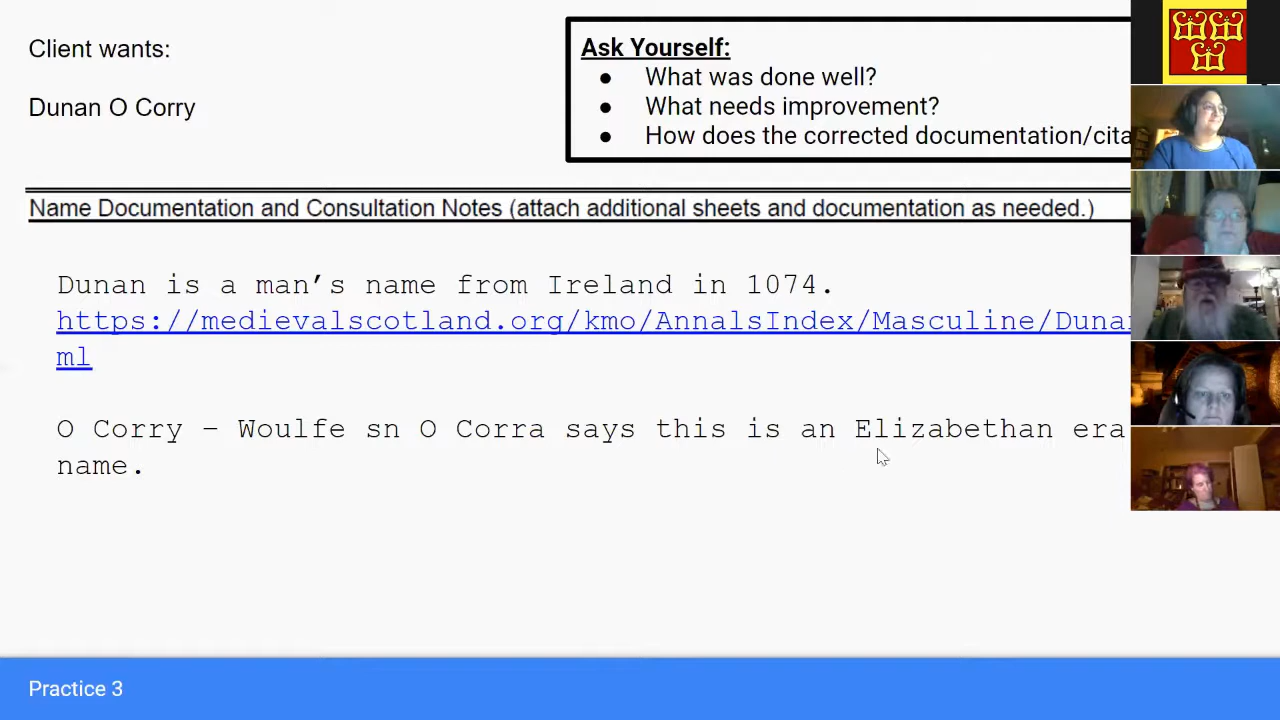 Client wants:
Dunan O Corry
Ask Yourself:
● What was done well?
● What needs improvement?
● How does the corrected documentation/cita
Name Documentation and Consultation Notes (attach additional sheets and documentation as needed.)
Dunan is a man’s name from Ireland in 1074.
https://medievalscotland.org/kmo/AnnalsIndex/Masculine/Duna
ml
O Corry – Woulfe sn O Corra says this is an Elizabethan era
name.
Practice 3